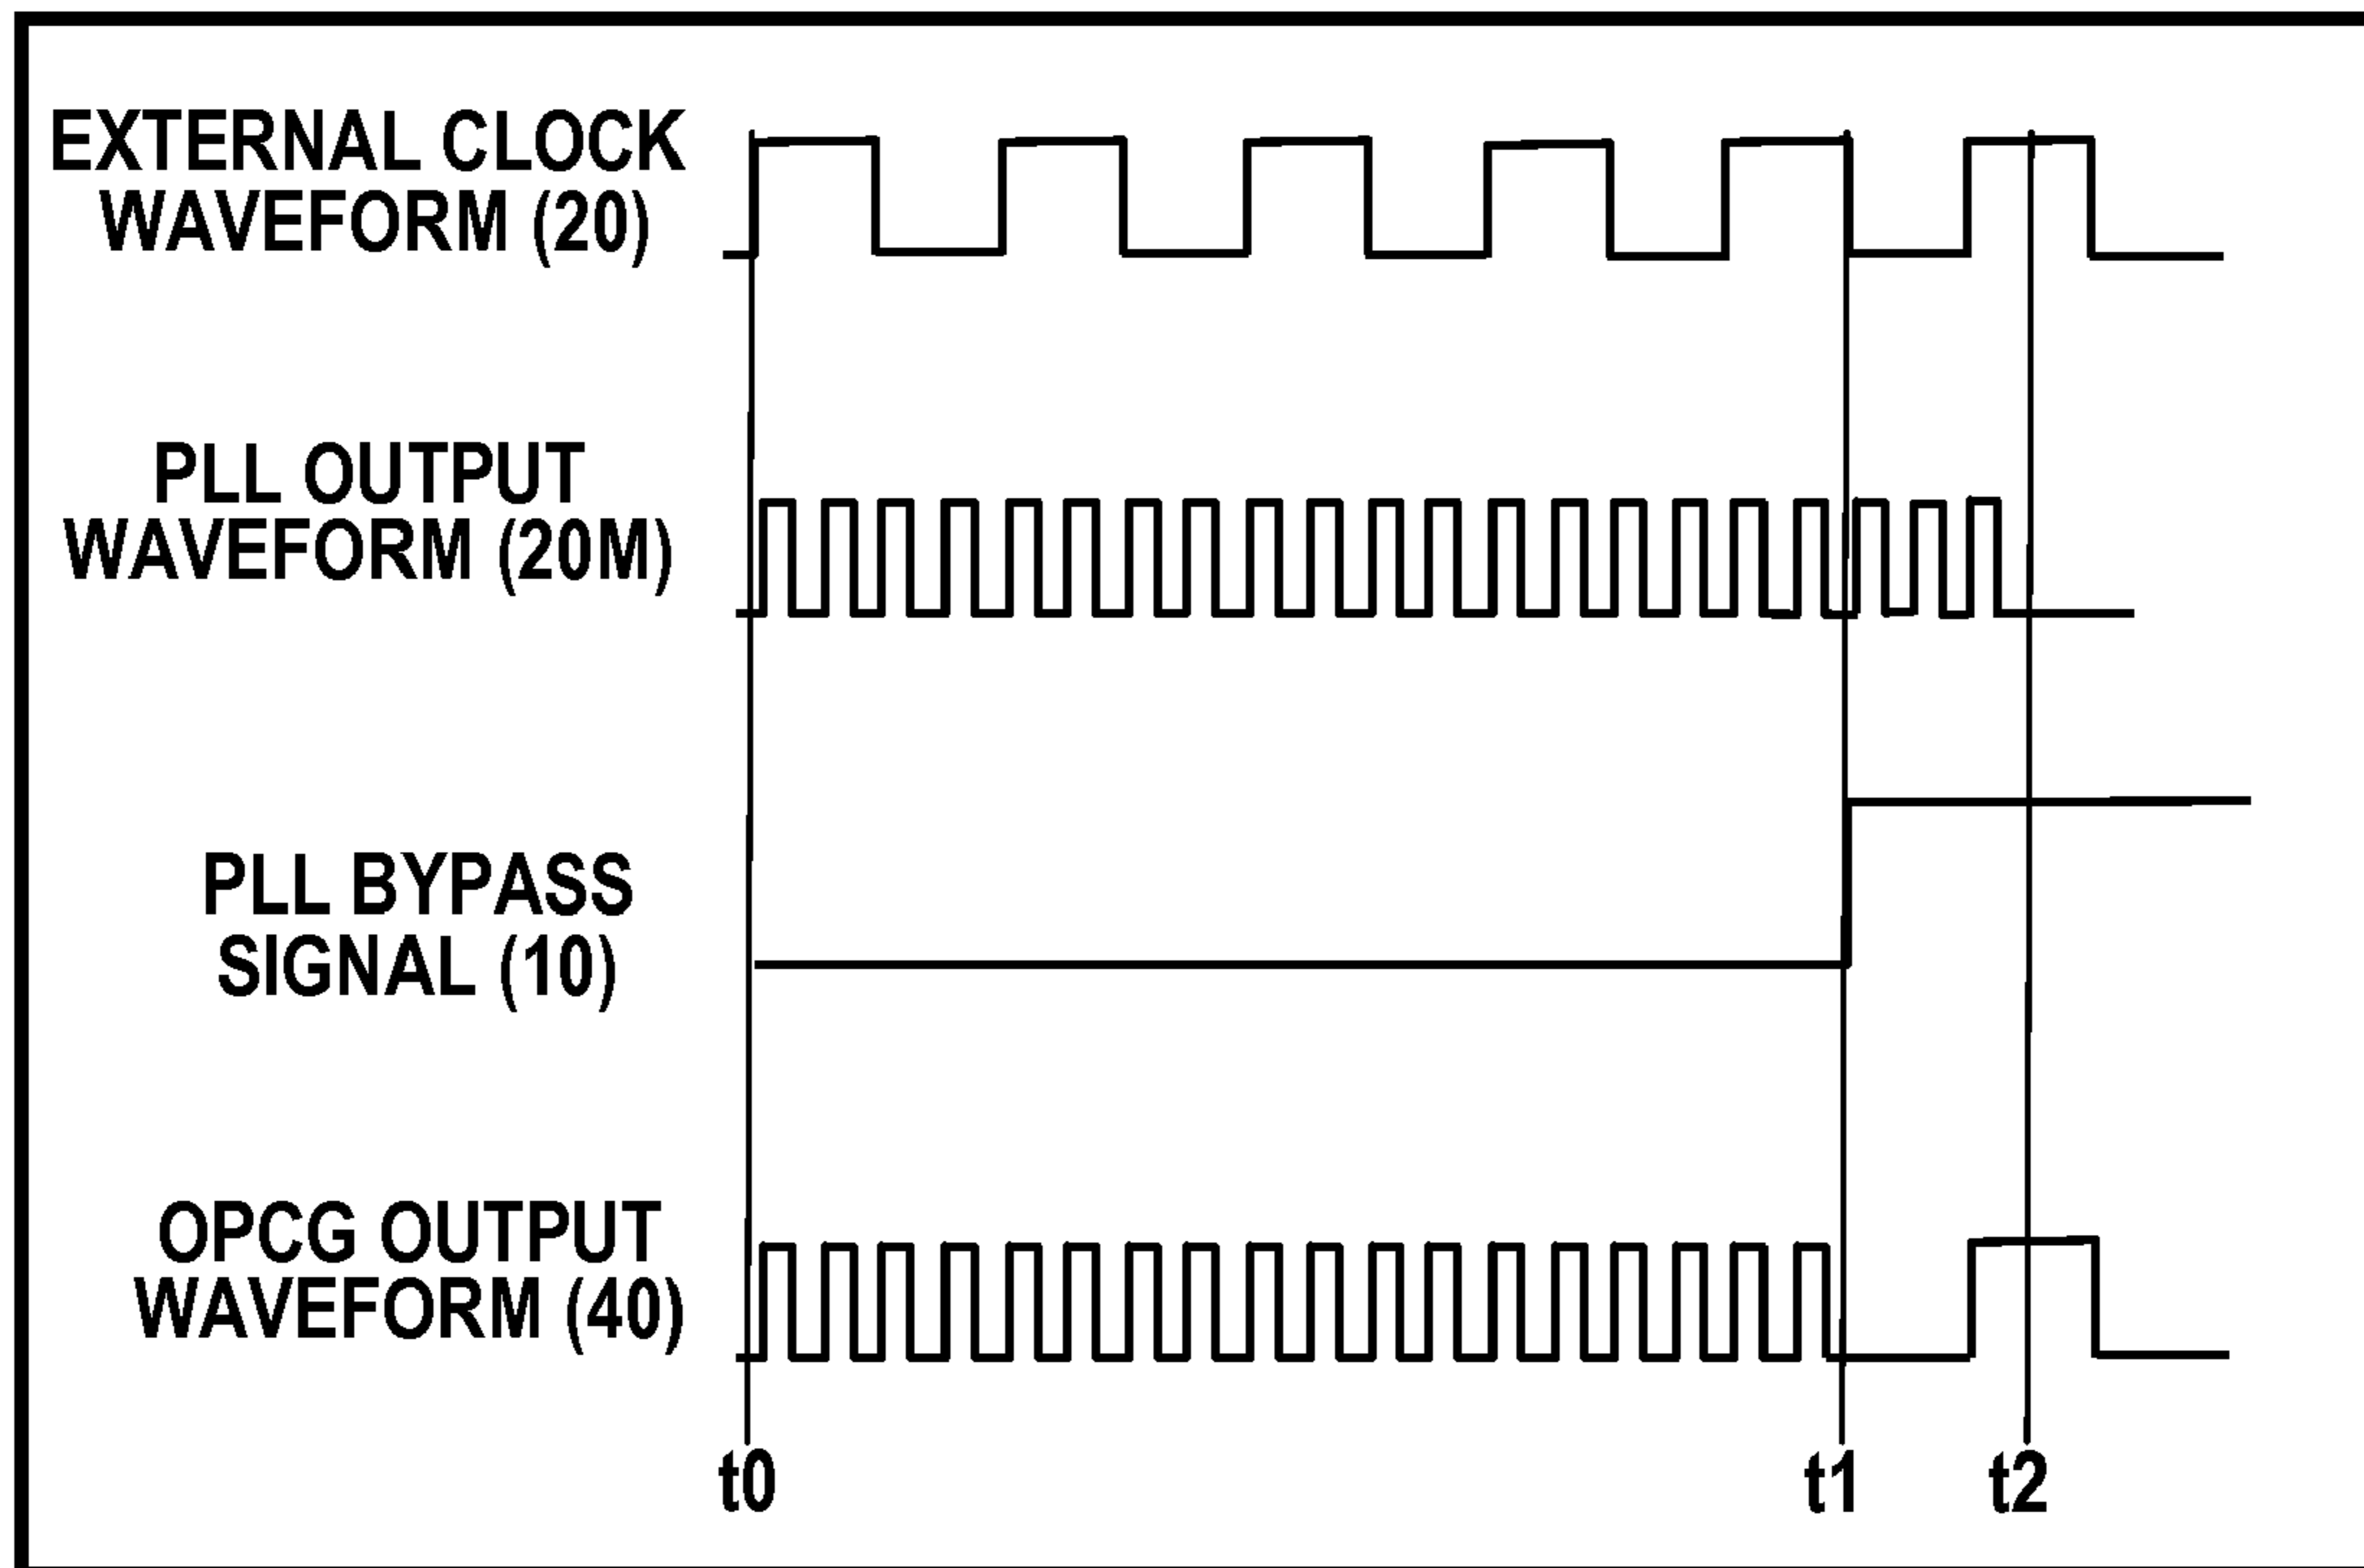 EXTERNAL CLOCK
WAVEFORM (20)
PLL OUTPUT
WAVEFORM (20M)
PLL BYPASS
SIGNAL (10)
OPCG OUTPUT
WAVEFORM (40)
t0
t1
t2